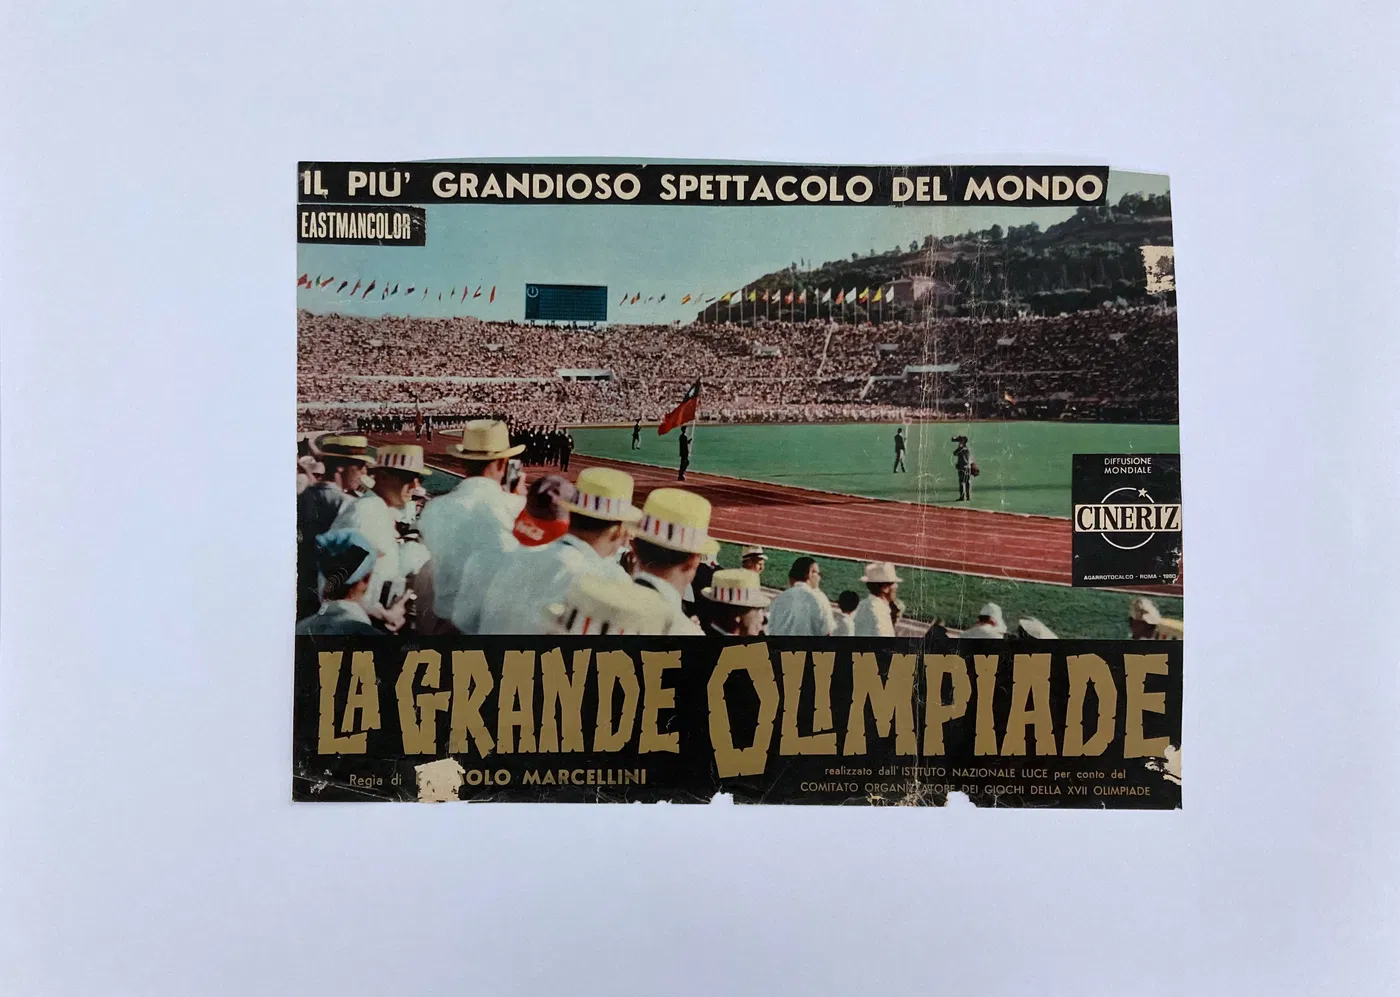 IL PIU' GRANDIOSO SPETTACOLO DEL MONDO
EASTMANCOLOR
DIFFUSIONE
MONDIALE
CINERIZ
AGARROTOCALCO - ROMA - 1960
LA GRANDE OLIMPIADE
Regia di MARCELLINI
realizzato dall' ISTITUTO NAZIONALE LUCE per conto del
COMITATO ORGANIZZATORE DEI GIOCHI DELLA XVII OLIMPIADE